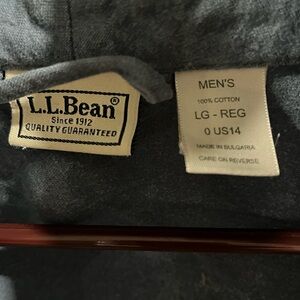 L.L.Bean®
Since 1912
QUALITY GUARANTEED
MEN'S
100% COTTON
LG - REG
0 US14
MADE IN BULGARIA
CARE ON REVERSE